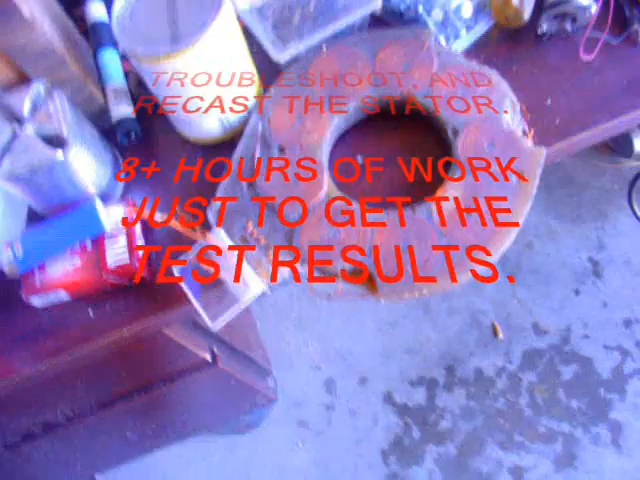 TROUBLESHOOT, AND
RECAST THE STATOR.
8+ HOURS OF WORK
JUST TO GET THE
TEST RESULTS.